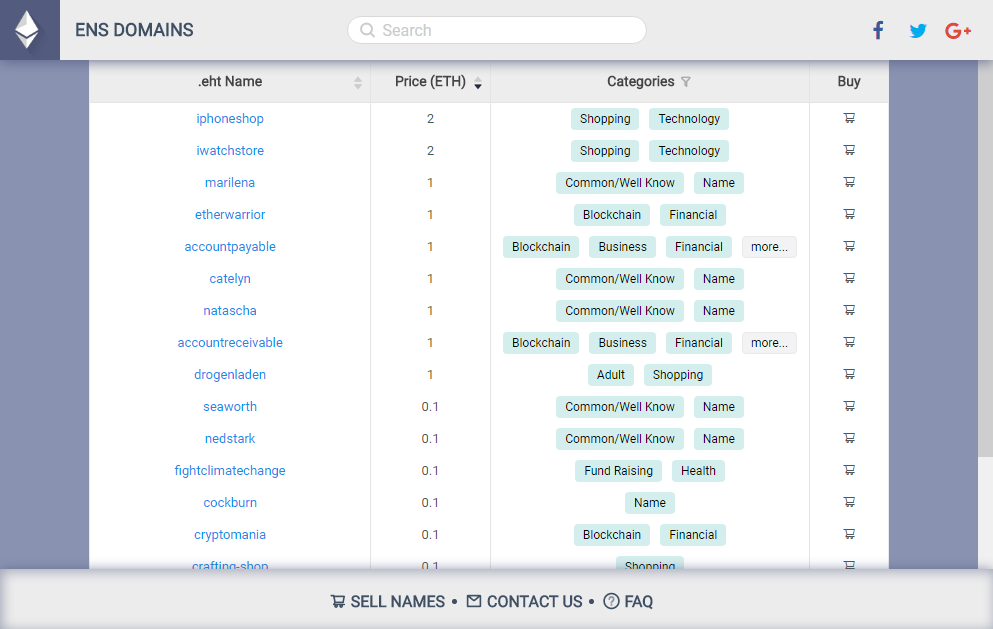 ENS DOMAINS Search
.eht Name Price (ETH) Categories Buy
iphoneshop 2 Shopping Technology
iwatchstore 2 Shopping Technology
marilena 1 Common/Well Know Name
etherwarrior 1 Blockchain Financial
accountpayable 1 Blockchain Business Financial more...
catelyn 1 Common/Well Know Name
natascha 1 Common/Well Know Name
accountreceivable 1 Blockchain Business Financial more...
drogenladen 1 Adult Shopping
seaworth 0.1 Common/Well Know Name
nedstark 0.1 Common/Well Know Name
fightclimatechange 0.1 Fund Raising Health
cockburn 0.1 Name
cryptomania 0.1 Blockchain Financial
crafting-shop 0.1 Shopping
SELL NAMES • CONTACT US • FAQ